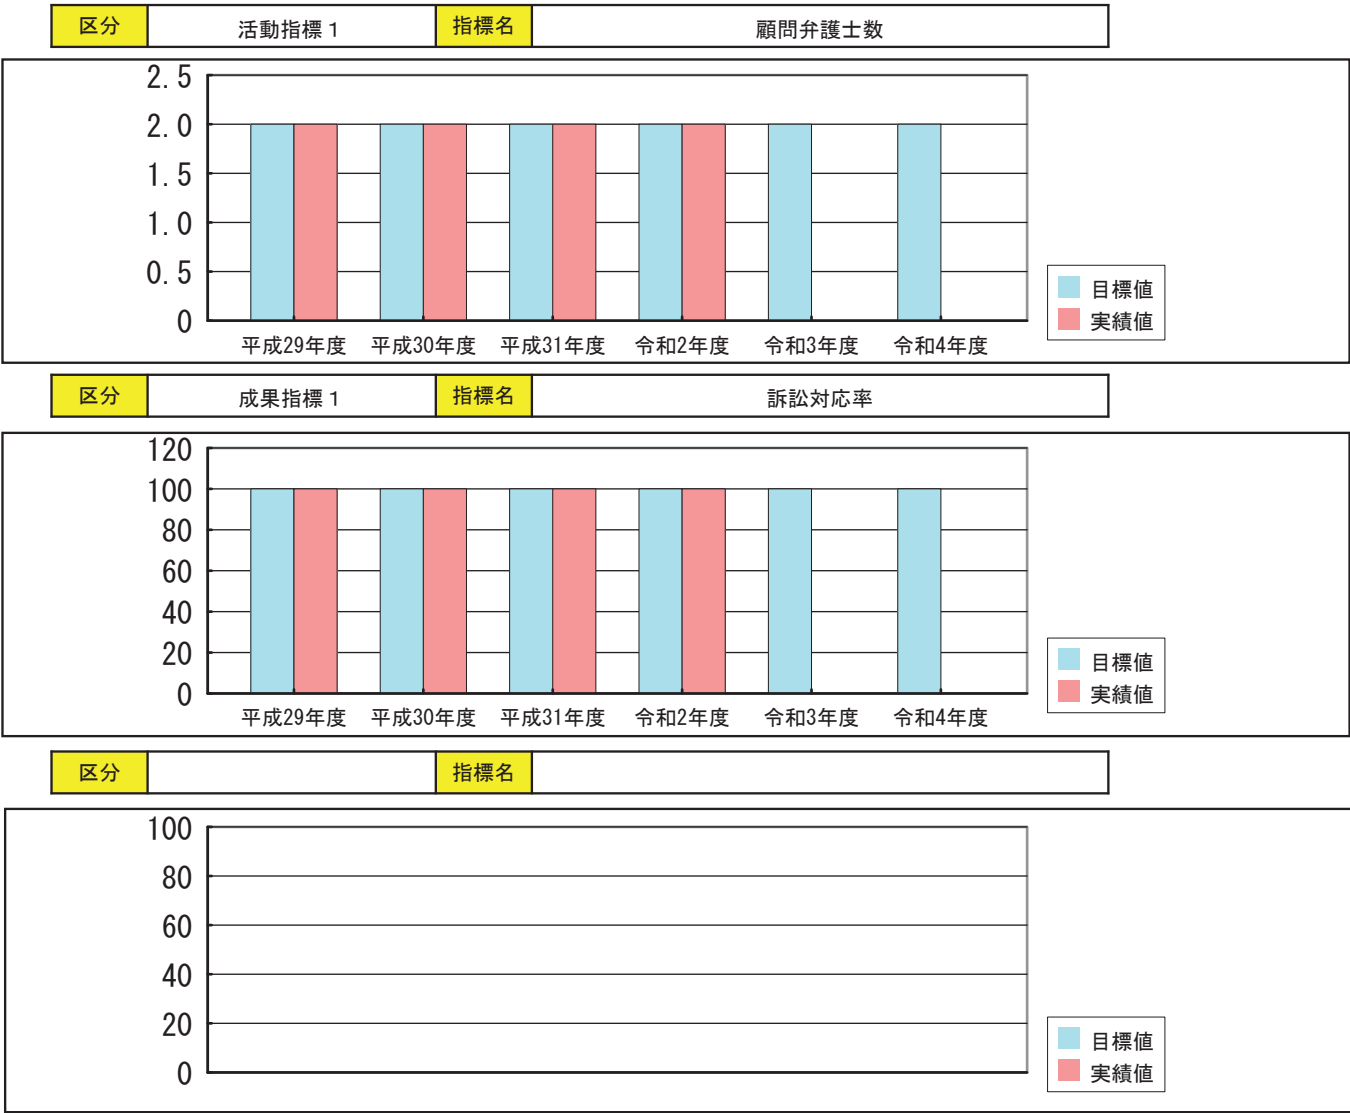 区分 活動指標1 指標名 顧問弁護士数
2.5
2.0
1.5
1.0
0.5
0
平成29年度 平成30年度 平成31年度 令和2年度 令和3年度 令和4年度
目標値
実績値
区分 成果指標1 指標名 訴訟対応率
120
100
80
60
40
20
0
平成29年度 平成30年度 平成31年度 令和2年度 令和3年度 令和4年度
目標値
実績値
区分 指標名
100
80
60
40
20
0
目標値
実績値